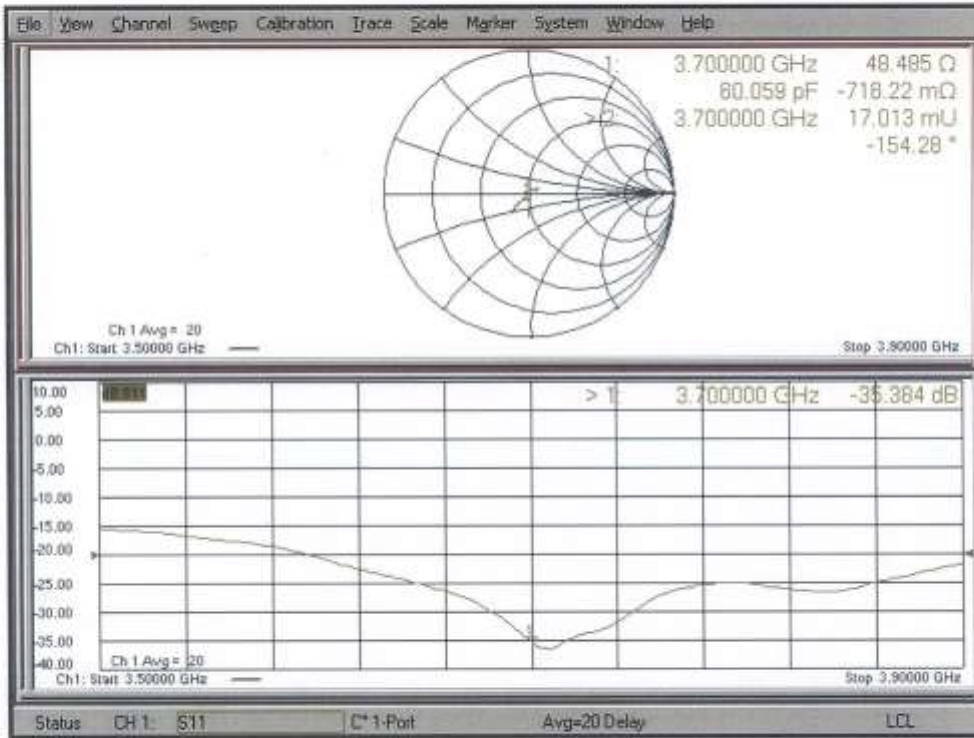 File View Channel Sweep Calibration Trace Scale Marker System Window Help
1: 3.700000 GHz 48.485 Ω
60.059 pF -718.22 mΩ
3.700000 GHz 17.013 mU
-154.28 °
Ch 1 Avg = 20
Ch1: Start 3.50000 GHz
Stop 3.90000 GHz
10.00
5.00
0.00
-5.00
-10.00
-15.00
-20.00
-25.00
-30.00
-35.00
-40.00
> 1: 3.700000 GHz -35.384 dB
Ch 1 Avg = 20
Ch1: Start 3.50000 GHz
Stop 3.90000 GHz
Status CH 1: S11 C* 1-Port Avg=20 Delay LCL